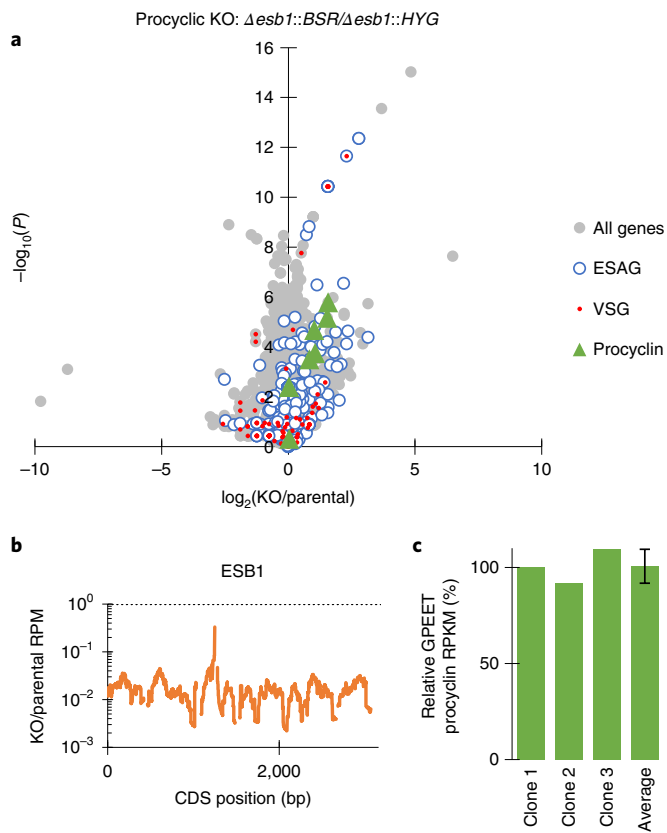 Procyclic KO: Δesb1::BSR/Δesb1::HYG
a
16
14
12
10
8
6
4
2
0
–log10(P)
−10
−5
0
5
10
log2(KO/parental)
All genes
ESAG
VSG
Procyclin
b
ESB1
10⁰
10⁻¹
10⁻²
10⁻³
KO/parental RPM
0
2,000
CDS position (bp)
c
100
50
0
Relative GPEET
procyclin RPKM (%)
Clone 1
Clone 2
Clone 3
Average